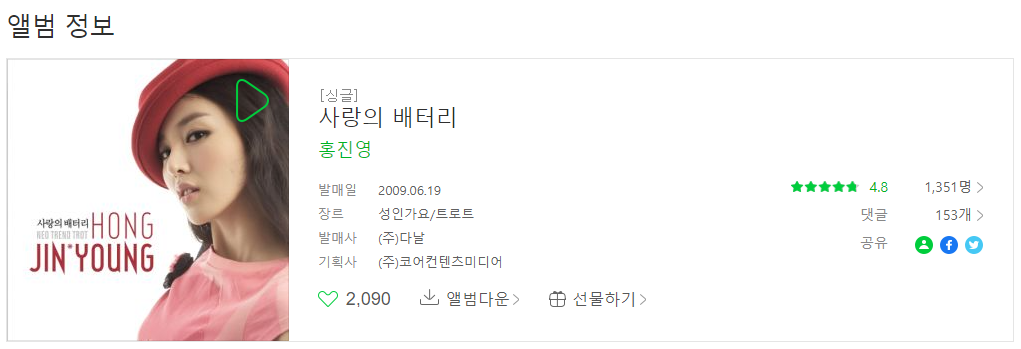 앨범 정보
사랑의 배터리
HONG
NEO TREND TROT
JIN*YOUNG
[싱글]
사랑의 배터리
홍진영
발매일 2009.06.19
장르 성인가요/트로트
발매사 (주)다날
기획사 (주)코어컨텐츠미디어
2,090 앨범다운 선물하기
4.8 1,351명
댓글 153개
공유